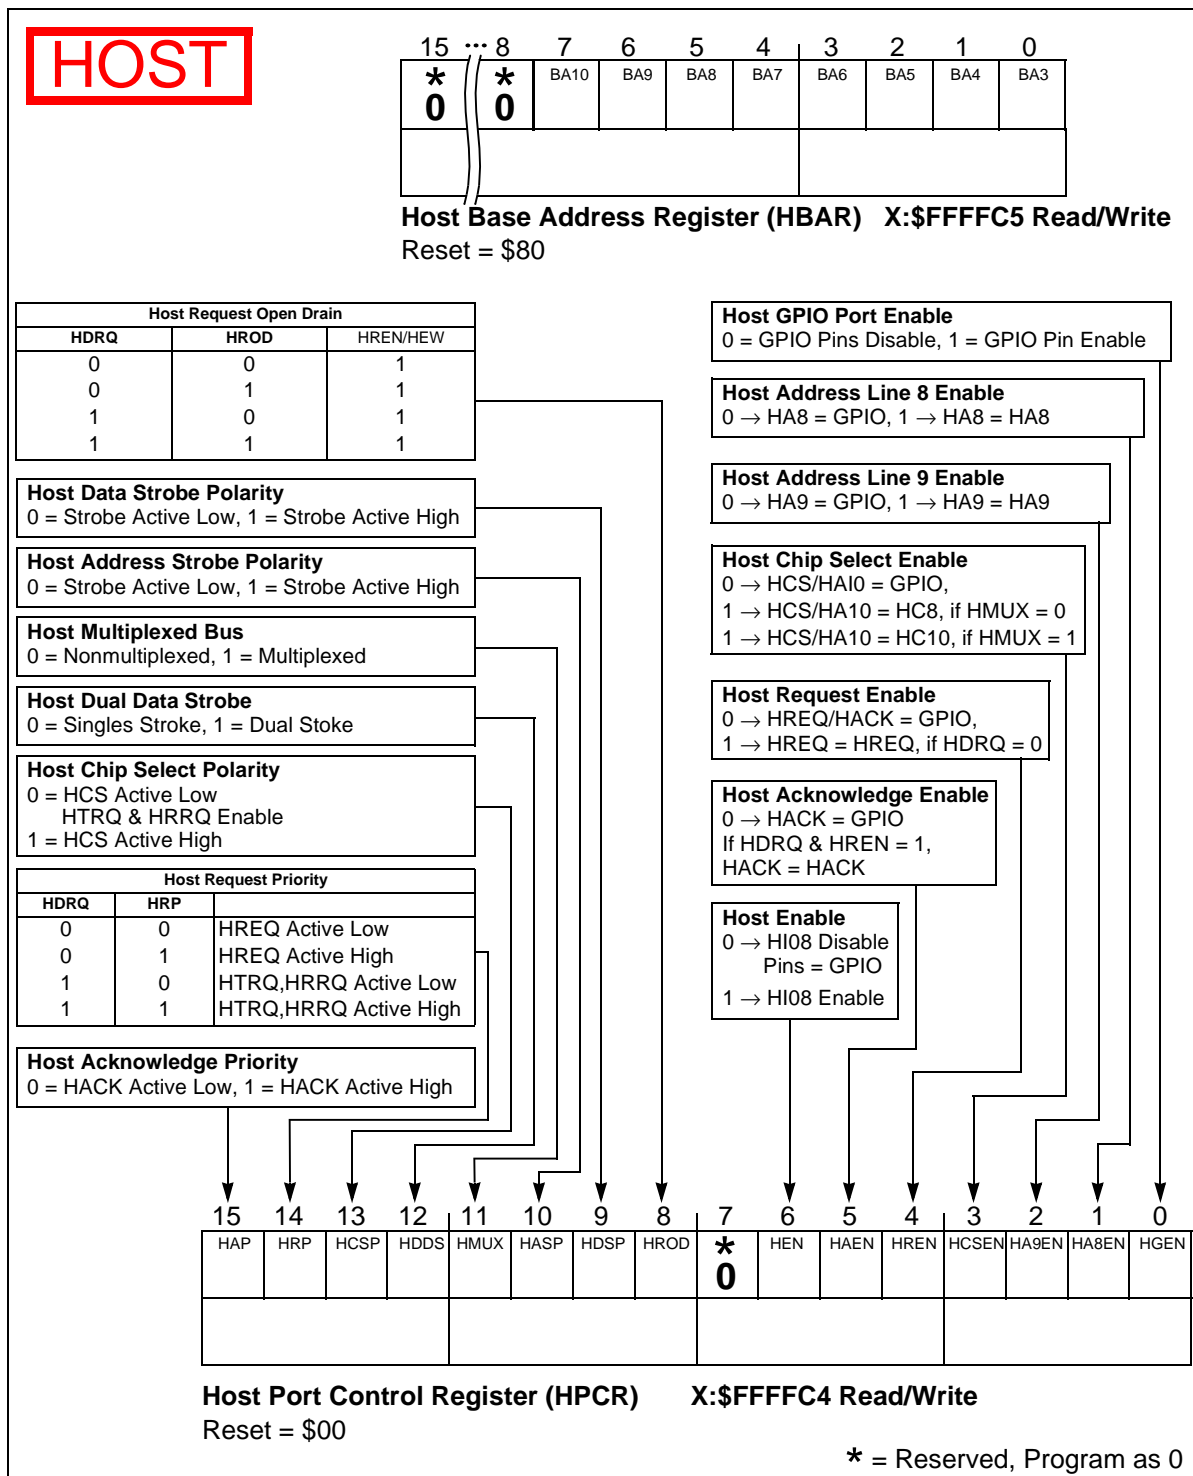 HOST
15 ... 8 7 6 5 4 3 2 1 0
* * BA10 BA9 BA8 BA7 BA6 BA5 BA4 BA3
0 0
Host Base Address Register (HBAR) X:$FFFFC5 Read/Write
Reset = $80
Host Request Open Drain
HDRQ HROD HREN/HEW
0 0 1
0 1 1
1 0 1
1 1 1
Host Data Strobe Polarity
0 = Strobe Active Low, 1 = Strobe Active High
Host Address Strobe Polarity
0 = Strobe Active Low, 1 = Strobe Active High
Host Multiplexed Bus
0 = Nonmultiplexed, 1 = Multiplexed
Host Dual Data Strobe
0 = Singles Stroke, 1 = Dual Stoke
Host Chip Select Polarity
0 = HCS Active Low
HTRQ & HRRQ Enable
1 = HCS Active High
Host Request Priority
HDRQ HRP
0 0 HREQ Active Low
0 1 HREQ Active High
1 0 HTRQ,HRRQ Active Low
1 1 HTRQ,HRRQ Active High
Host Acknowledge Priority
0 = HACK Active Low, 1 = HACK Active High
Host GPIO Port Enable
0 = GPIO Pins Disable, 1 = GPIO Pin Enable
Host Address Line 8 Enable
0 → HA8 = GPIO, 1 → HA8 = HA8
Host Address Line 9 Enable
0 → HA9 = GPIO, 1 → HA9 = HA9
Host Chip Select Enable
0 → HCS/HAI0 = GPIO,
1 → HCS/HA10 = HC8, if HMUX = 0
1 → HCS/HA10 = HC10, if HMUX = 1
Host Request Enable
0 → HREQ/HACK = GPIO,
1 → HREQ = HREQ, if HDRQ = 0
Host Acknowledge Enable
0 → HACK = GPIO
If HDRQ & HREN = 1,
HACK = HACK
Host Enable
0 → HI08 Disable
Pins = GPIO
1 → HI08 Enable
15 14 13 12 11 10 9 8 7 6 5 4 3 2 1 0
HAP HRP HCSP HDDS HMUX HASP HDSP HROD * HEN HAEN HREN HCSEN HA9EN HA8EN HGEN
0
Host Port Control Register (HPCR) X:$FFFFC4 Read/Write
Reset = $00
* = Reserved, Program as 0